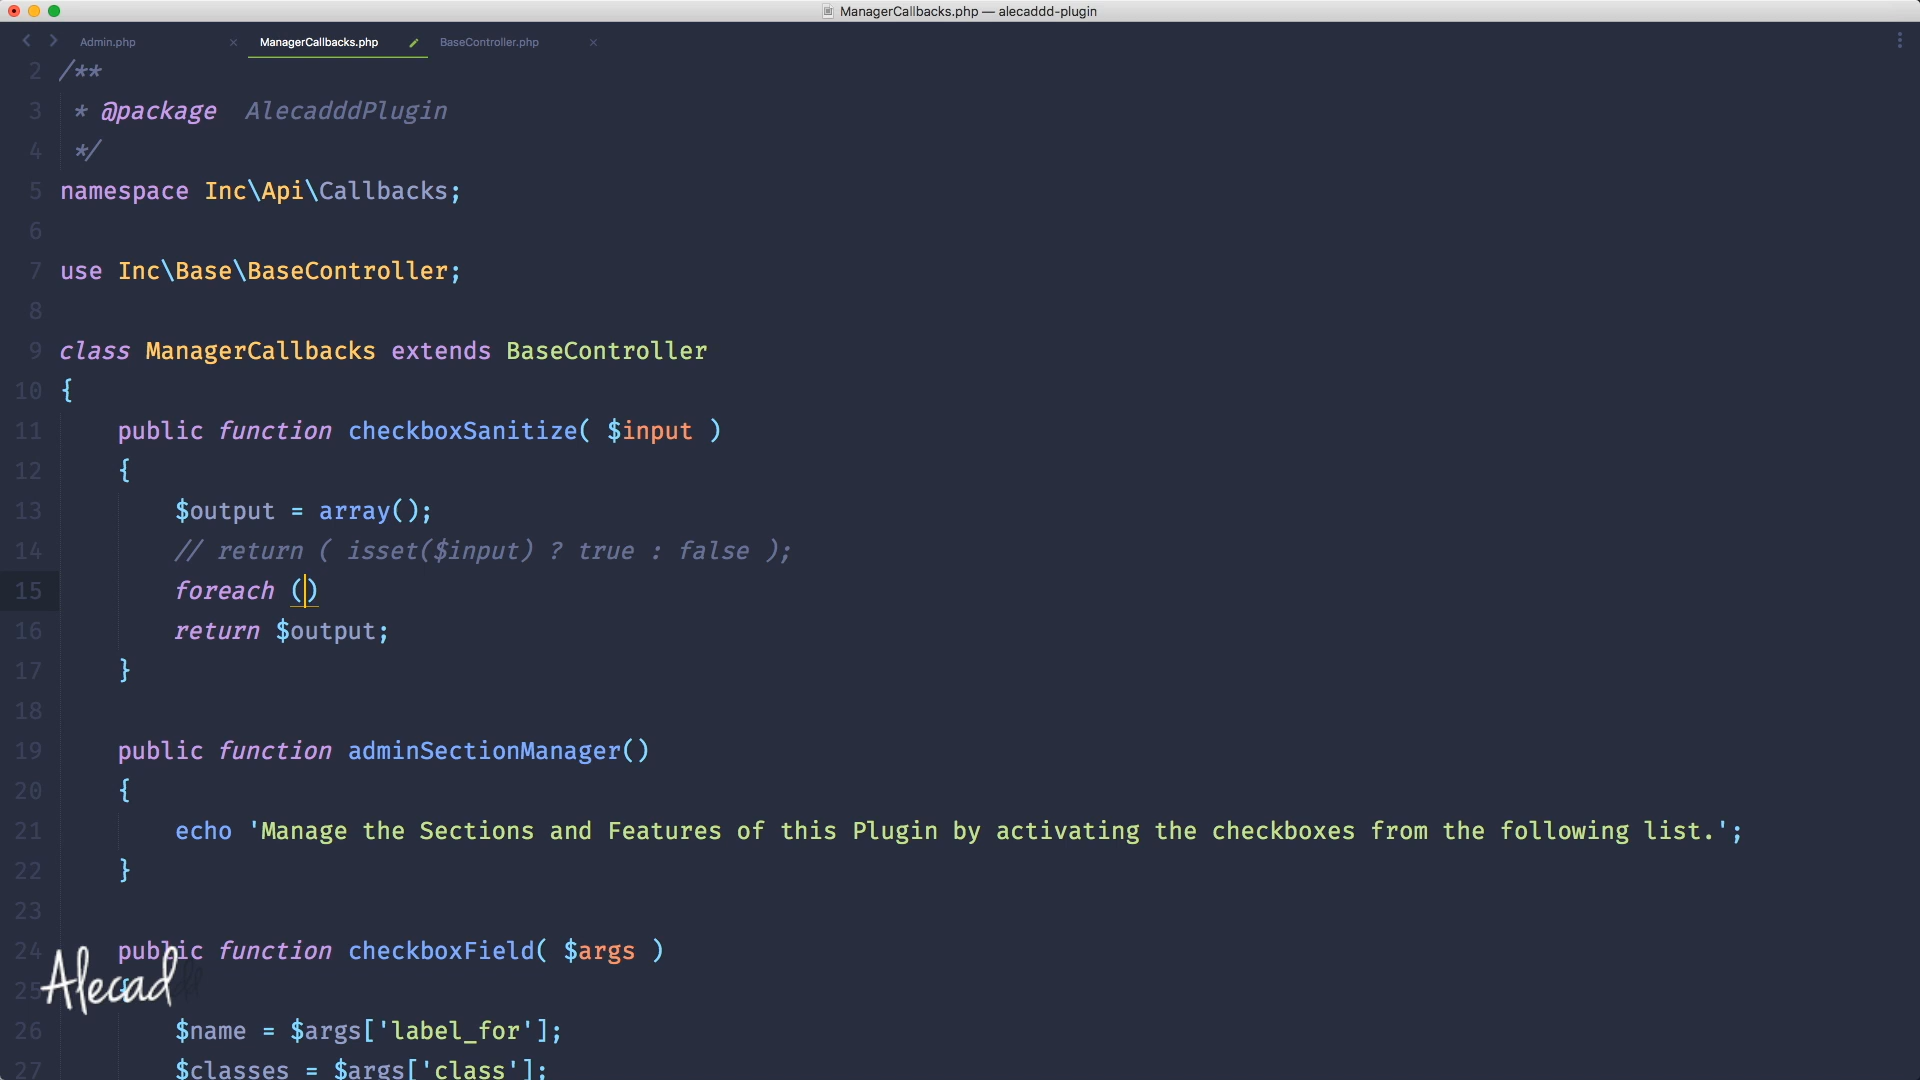 ManagerCallbacks.php — alecaddd-plugin
Admin.php ManagerCallbacks.php BaseController.php
2 /**
3 * @package AlecadddPlugin
4 */
5 namespace Inc\Api\Callbacks;
6
7 use Inc\Base\BaseController;
8
9 class ManagerCallbacks extends BaseController
10 {
11 public function checkboxSanitize( $input )
12 {
13 $output = array();
14 // return ( isset($input) ? true : false );
15 foreach ()
16 return $output;
17 }
18
19 public function adminSectionManager()
20 {
21 echo 'Manage the Sections and Features of this Plugin by activating the checkboxes from the following list.';
22 }
23
24 public function checkboxField( $args )
25 {
Alecad
26 $name = $args['label_for'];
27 $classes = $args['class'];